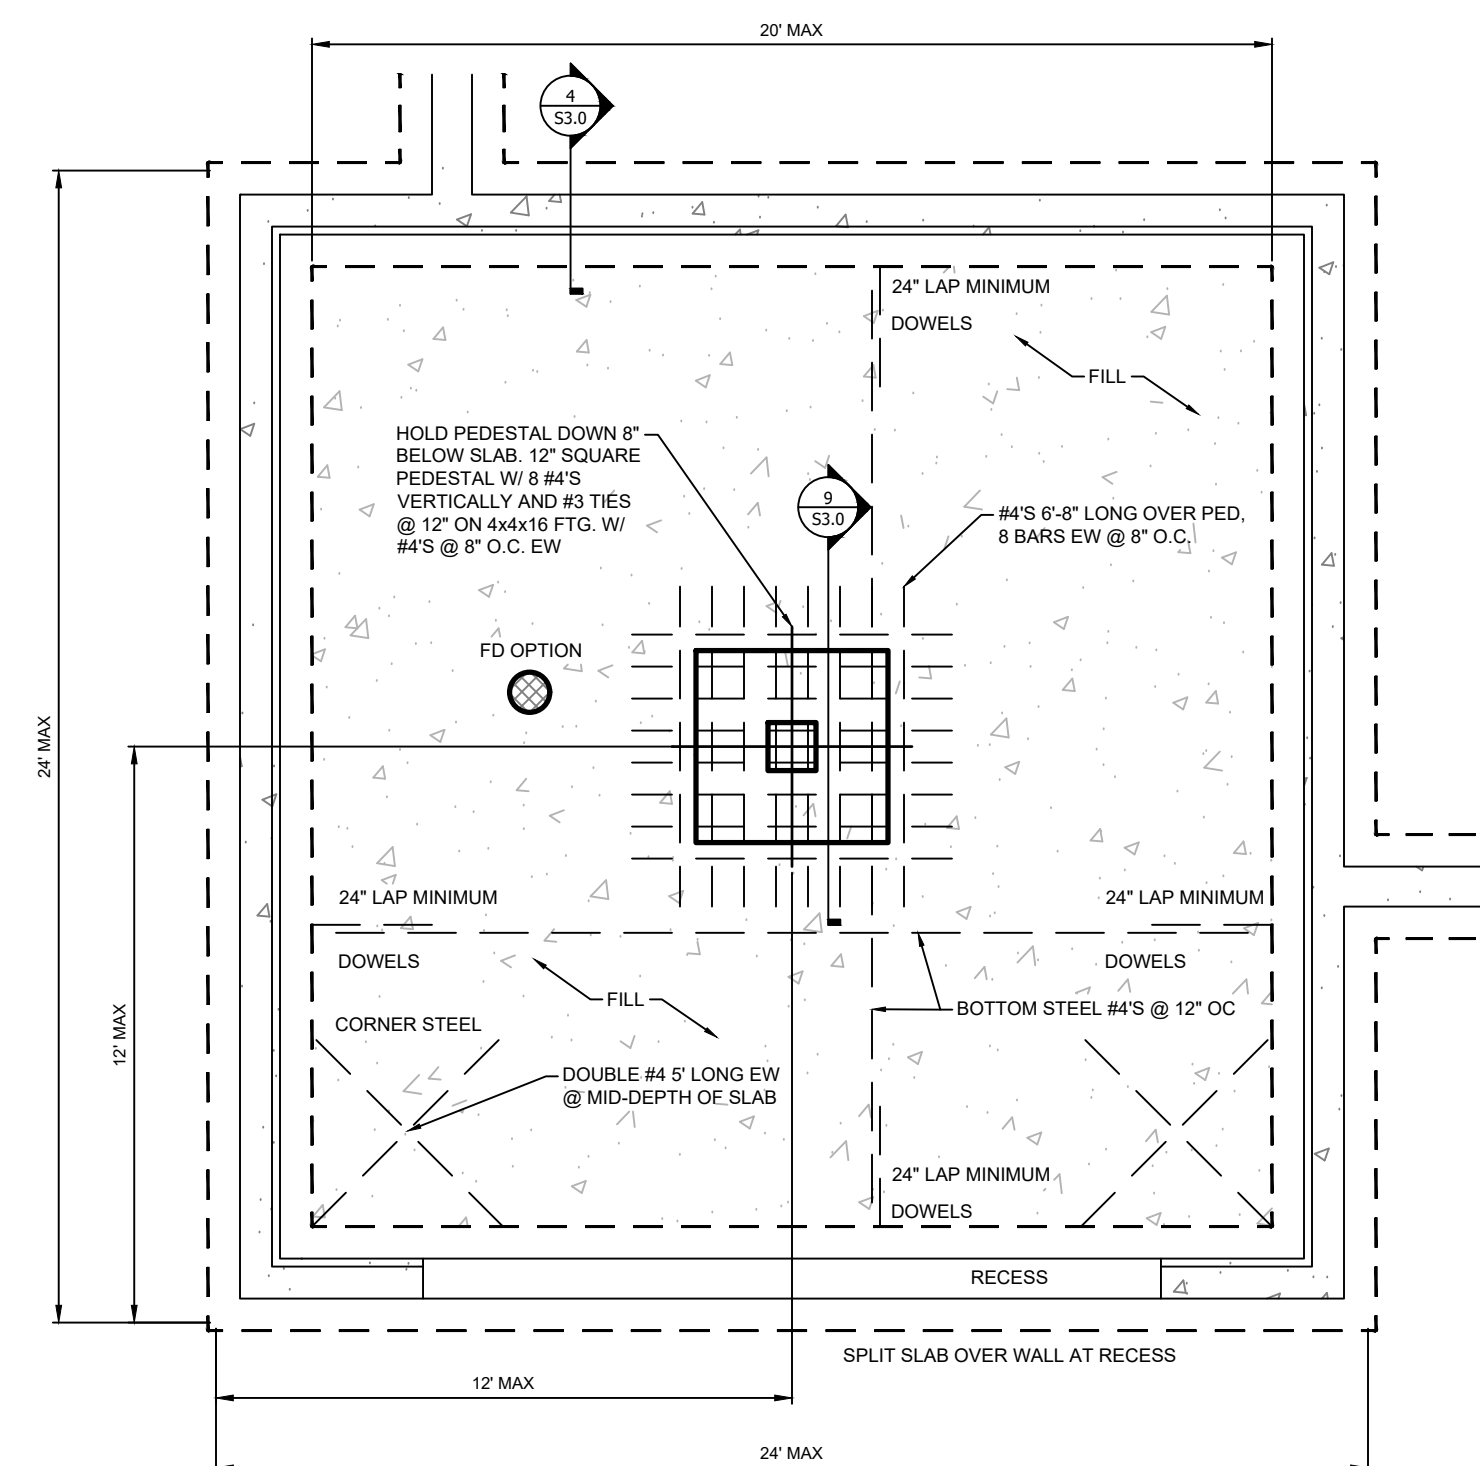 20' MAX
4
S3.0
24" LAP MINIMUM
DOWELS
FILL
HOLD PEDESTAL DOWN 8"
BELOW SLAB. 12" SQUARE
PEDESTAL W/ 8 #4'S
VERTICALLY AND #3 TIES
@ 12" ON 4x4x16 FTG. W/
#4'S @ 8" O.C. EW
9
S3.0
#4'S 6'-8" LONG OVER PED,
8 BARS EW @ 8" O.C.
FD OPTION
24' MAX
24" LAP MINIMUM
24" LAP MINIMUM
DOWELS
DOWELS
FILL
BOTTOM STEEL #4'S @ 12" OC
CORNER STEEL
12' MAX
DOUBLE #4 5' LONG EW
@ MID-DEPTH OF SLAB
24" LAP MINIMUM
DOWELS
RECESS
SPLIT SLAB OVER WALL AT RECESS
12' MAX
24' MAX